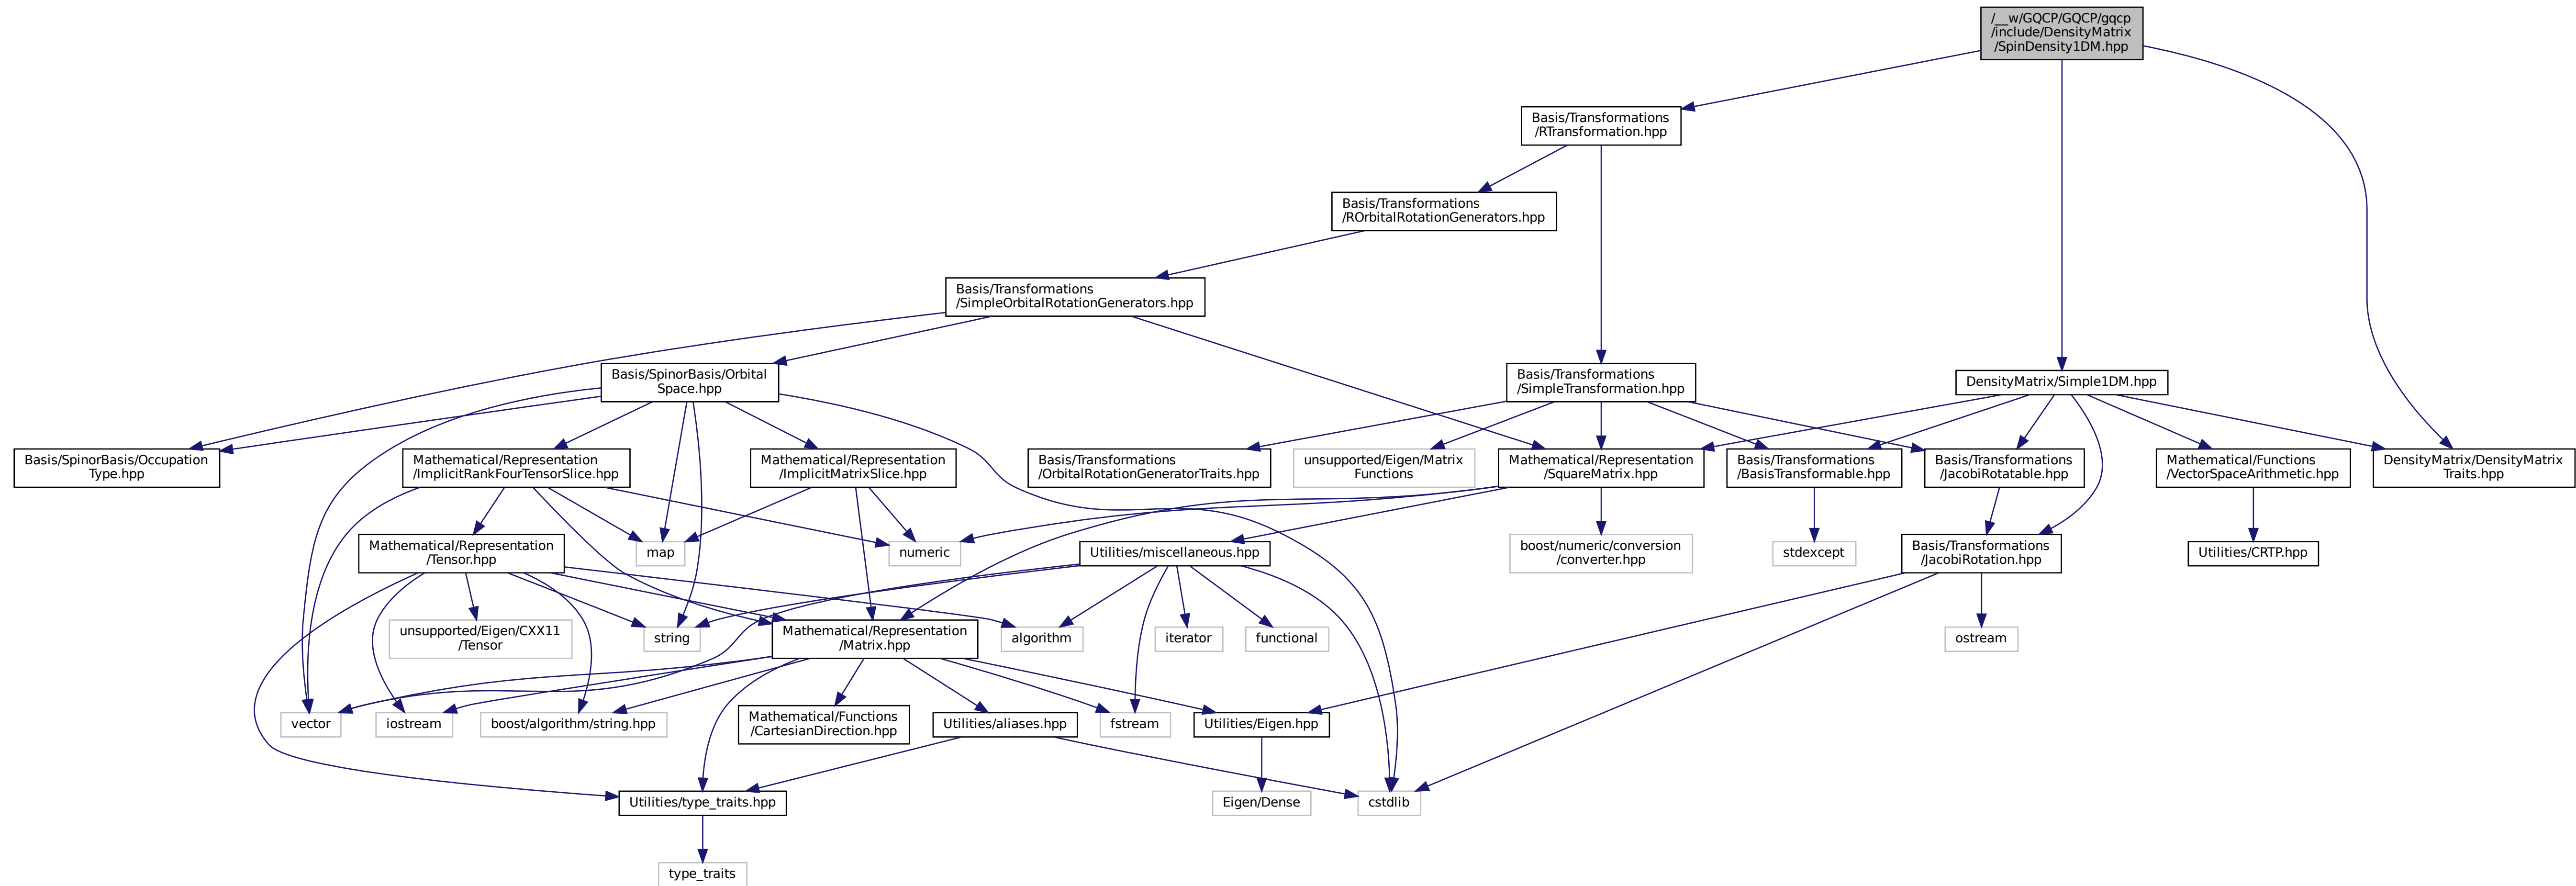 /__w/GQCP/GQCP/gqcp
/include/DensityMatrix
/SpinDensity1DM.hpp
Basis/Transformations
/RTransformation.hpp
Basis/Transformations
/ROrbitalRotationGenerators.hpp
Basis/Transformations
/SimpleOrbitalRotationGenerators.hpp
Basis/SpinorBasis/Orbital
Space.hpp
Basis/Transformations
/SimpleTransformation.hpp
DensityMatrix/Simple1DM.hpp
Basis/SpinorBasis/Occupation
Type.hpp
Mathematical/Representation
/ImplicitRankFourTensorSlice.hpp
Mathematical/Representation
/ImplicitMatrixSlice.hpp
Basis/Transformations
/OrbitalRotationGeneratorTraits.hpp
unsupported/Eigen/Matrix
Functions
Mathematical/Representation
/SquareMatrix.hpp
Basis/Transformations
/BasisTransformable.hpp
Basis/Transformations
/JacobiRotatable.hpp
Mathematical/Functions
/VectorSpaceArithmetic.hpp
DensityMatrix/DensityMatrix
Traits.hpp
Mathematical/Representation
/Tensor.hpp
map
numeric
Utilities/miscellaneous.hpp
boost/numeric/conversion
/converter.hpp
stdexcept
Basis/Transformations
/JacobiRotation.hpp
Utilities/CRTP.hpp
unsupported/Eigen/CXX11
/Tensor
string
Mathematical/Representation
/Matrix.hpp
algorithm
iterator
functional
ostream
vector
iostream
boost/algorithm/string.hpp
Mathematical/Functions
/CartesianDirection.hpp
Utilities/aliases.hpp
fstream
Utilities/Eigen.hpp
Utilities/type_traits.hpp
Eigen/Dense
cstdlib
type_traits